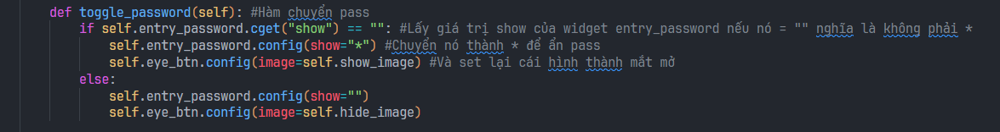 def toggle_password(self): #Hàm chuyển pass
if self.entry_password.cget("show") == "": #Lấy giá trị show của widget entry_password nếu nó = "" nghĩa là không phải *
self.entry_password.config(show="*") #Chuyển nó thành * để ẩn pass
self.eye_btn.config(image=self.show_image) #Và set lại cái hình thành mắt mở
else:
self.entry_password.config(show="")
self.eye_btn.config(image=self.hide_image)